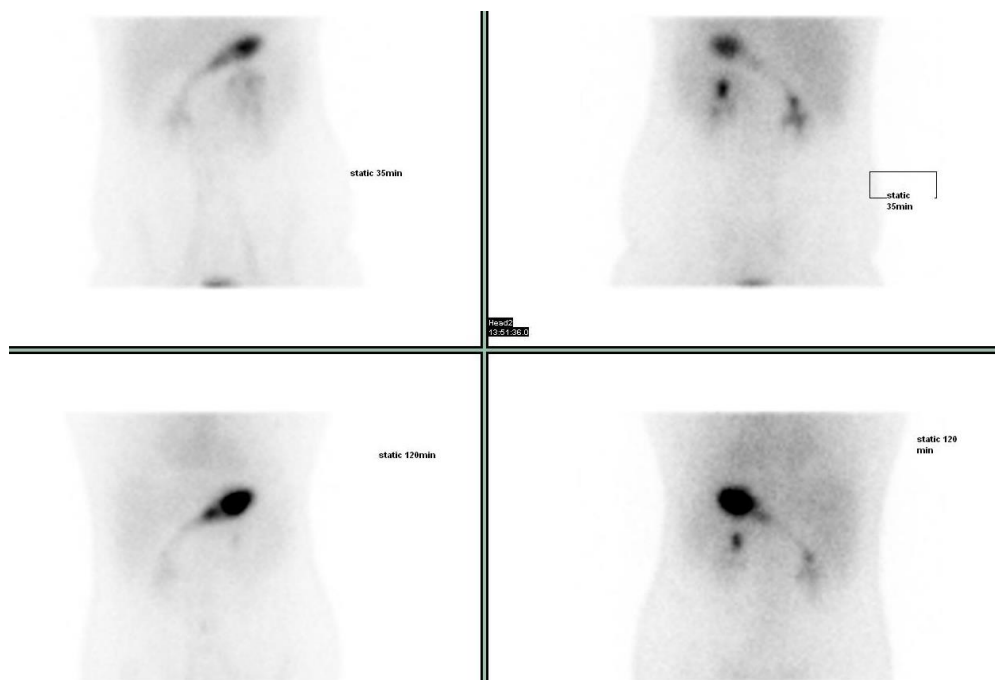 static 35min
static
35min
Head2
13:51:36.0
static 120min
static 120
min